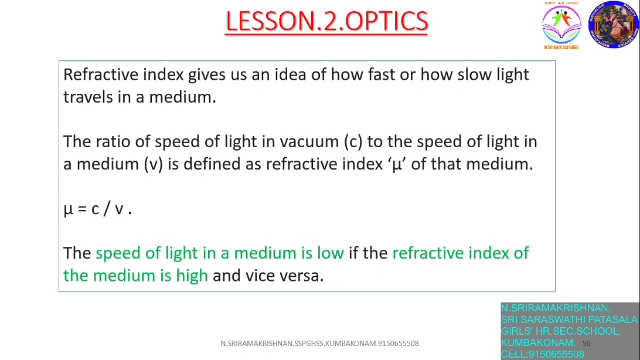 LESSON.2.OPTICS
Refractive index gives us an idea of how fast or how slow light
travels in a medium.
The ratio of speed of light in vacuum (c) to the speed of light in
a medium (v) is defined as refractive index ‘μ’ of that medium.
μ = c / v .
The speed of light in a medium is low if the refractive index of
the medium is high and vice versa.
N.SRIRAMAKRISHNAN,SSPGHSS,KUMBAKONAM.9150655508
N.SRIRAMAKRISHNAN,
SRI SARASWATHI PATASALA
GIRLS' HR.SEC.SCHOOL,
KUMBAKONAM. 50
CELL:9150655508